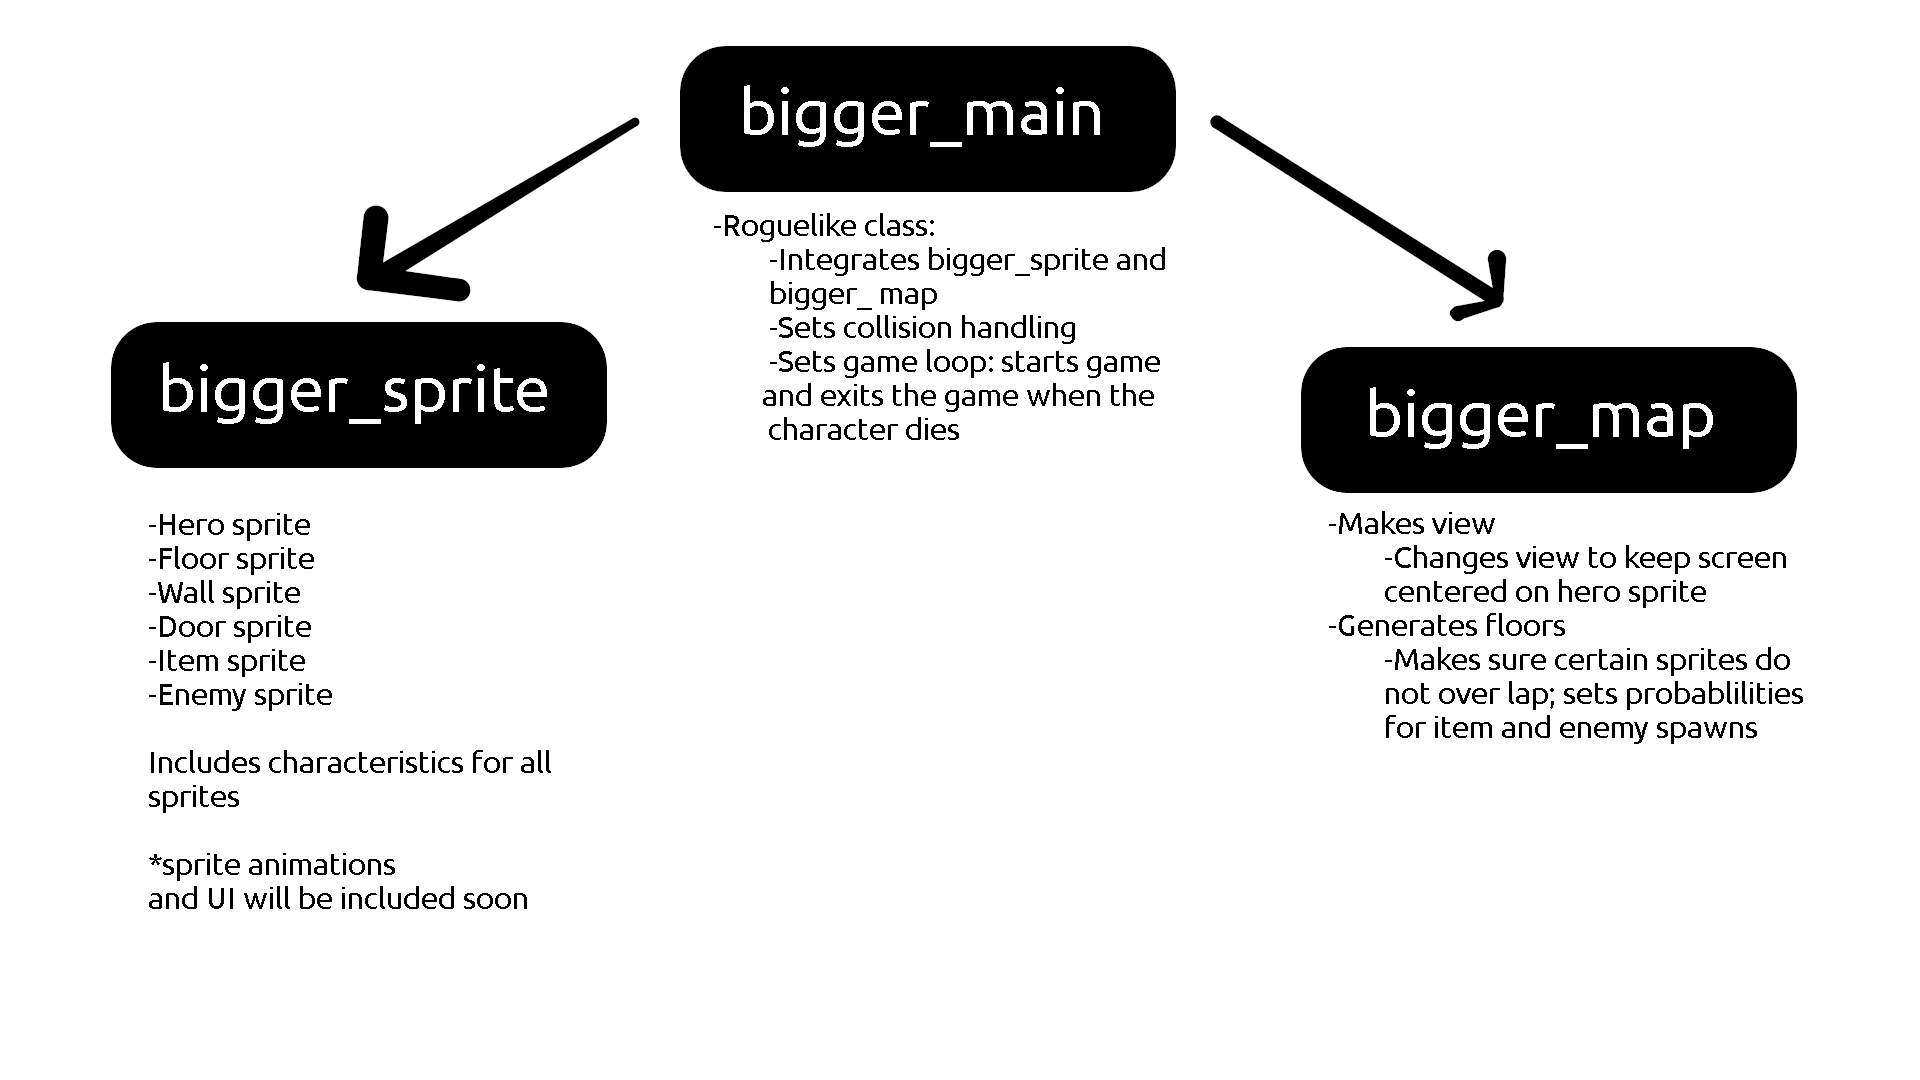 bigger_main
-Roguelike class:
-Integrates bigger_sprite and
bigger_ map
-Sets collision handling
-Sets game loop: starts game
and exits the game when the
character dies
bigger_sprite
-Hero sprite
-Floor sprite
-Wall sprite
-Door sprite
-Item sprite
-Enemy sprite
Includes characteristics for all
sprites
*sprite animations
and UI will be included soon
bigger_map
-Makes view
-Changes view to keep screen
centered on hero sprite
-Generates floors
-Makes sure certain sprites do
not over lap; sets probablilities
for item and enemy spawns